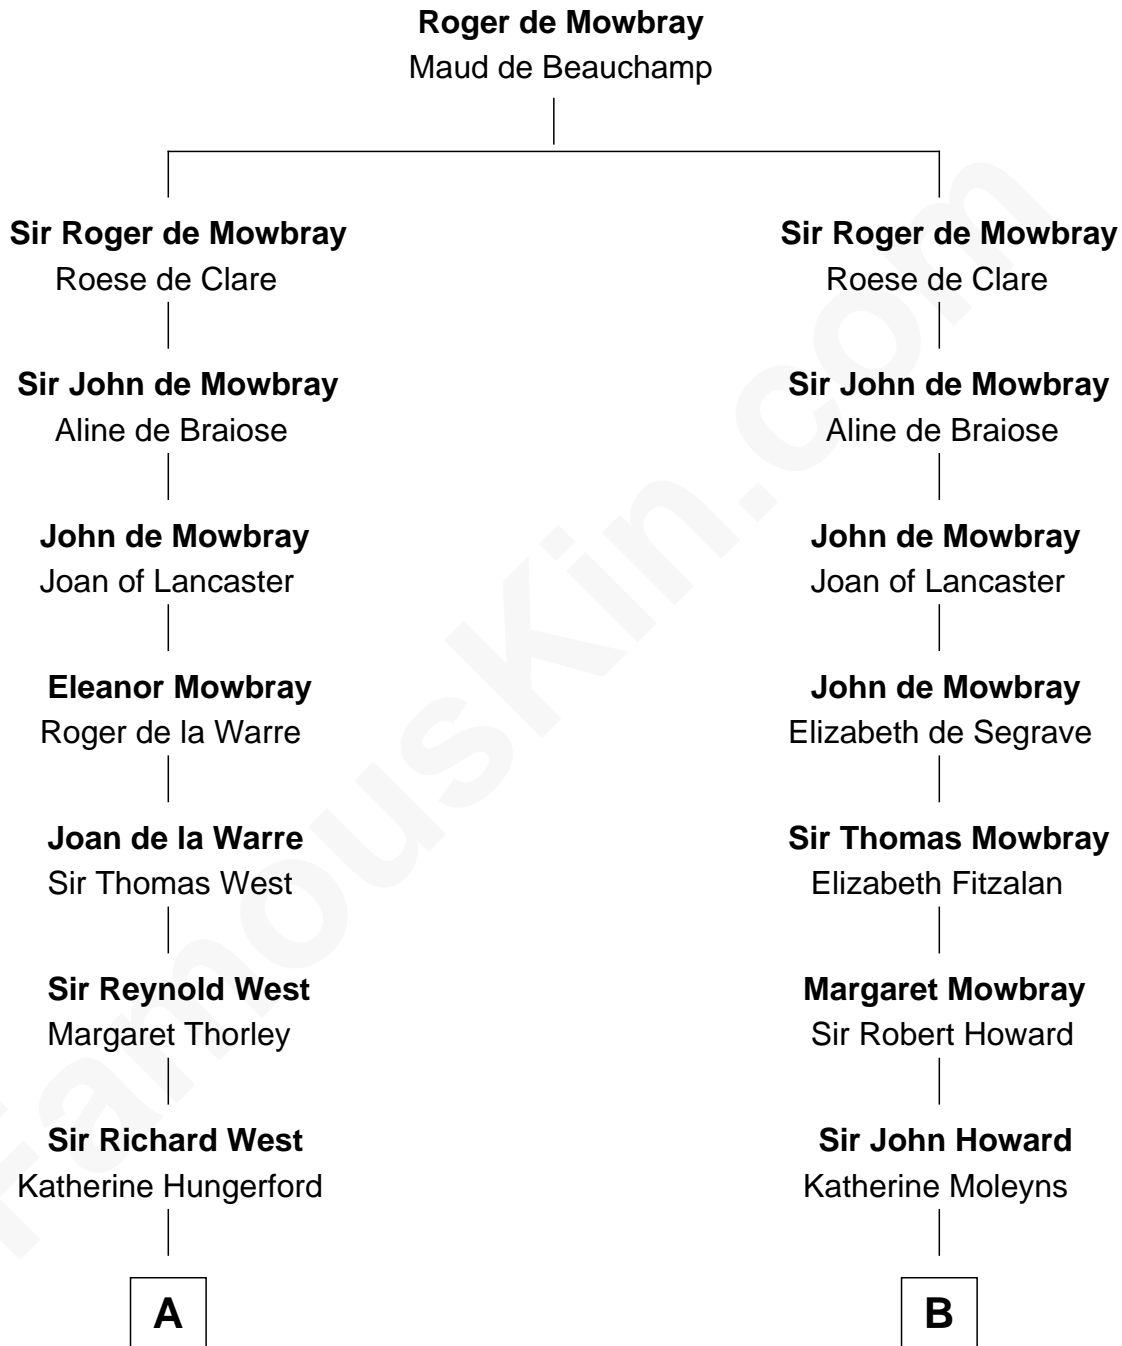 Roger de Mowbray
Maud de Beauchamp
Sir Roger de Mowbray
Roese de Clare
Sir John de Mowbray
Aline de Braiose
John de Mowbray
Joan of Lancaster
Eleanor Mowbray
Roger de la Warre
Joan de la Warre
Sir Thomas West
Sir Reynold West
Margaret Thorley
Sir Richard West
Katherine Hungerford
A
Sir Roger de Mowbray
Roese de Clare
Sir John de Mowbray
Aline de Braiose
John de Mowbray
Joan of Lancaster
John de Mowbray
Elizabeth de Segrave
Sir Thomas Mowbray
Elizabeth Fitzalan
Margaret Mowbray
Sir Robert Howard
Sir John Howard
Katherine Moleyns
B
FamousKin.com